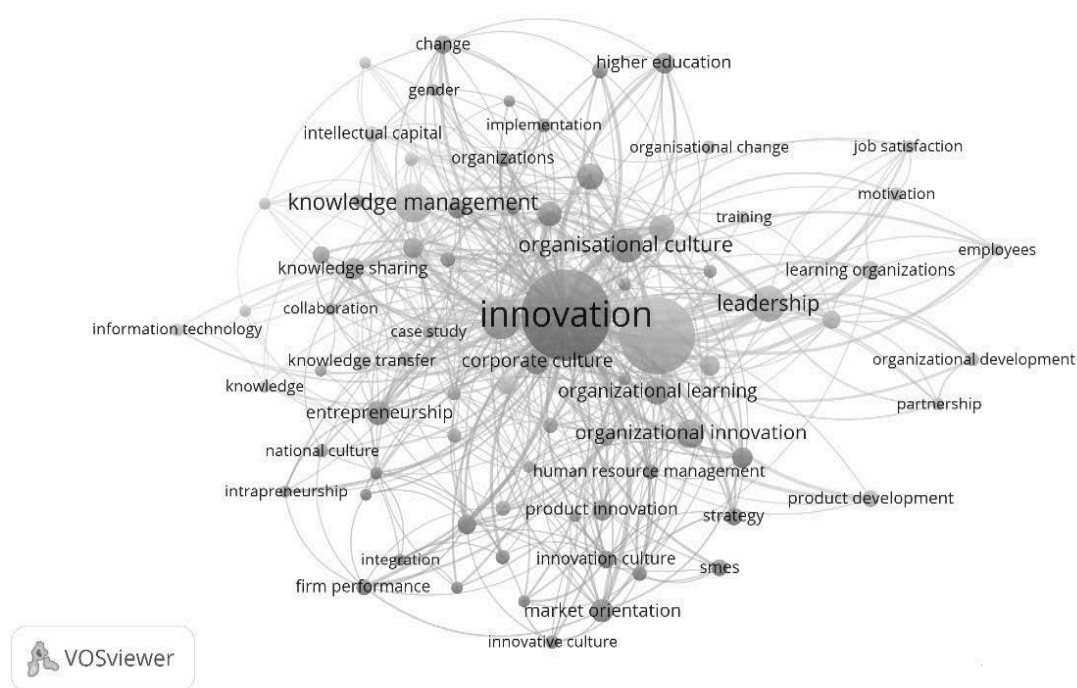 change
higher education
gender
implementation
intellectual capital
organisational change
job satisfaction
organizations
motivation
knowledge management
training
organisational culture
employees
knowledge sharing
learning organizations
leadership
collaboration
innovation
information technology
case study
knowledge transfer
corporate culture
organizational development
knowledge
organizational learning
partnership
entrepreneurship
organizational innovation
national culture
human resource management
intrapreneurship
product development
product innovation
strategy
integration
innovation culture
smes
firm performance
market orientation
innovative culture
VOSviewer